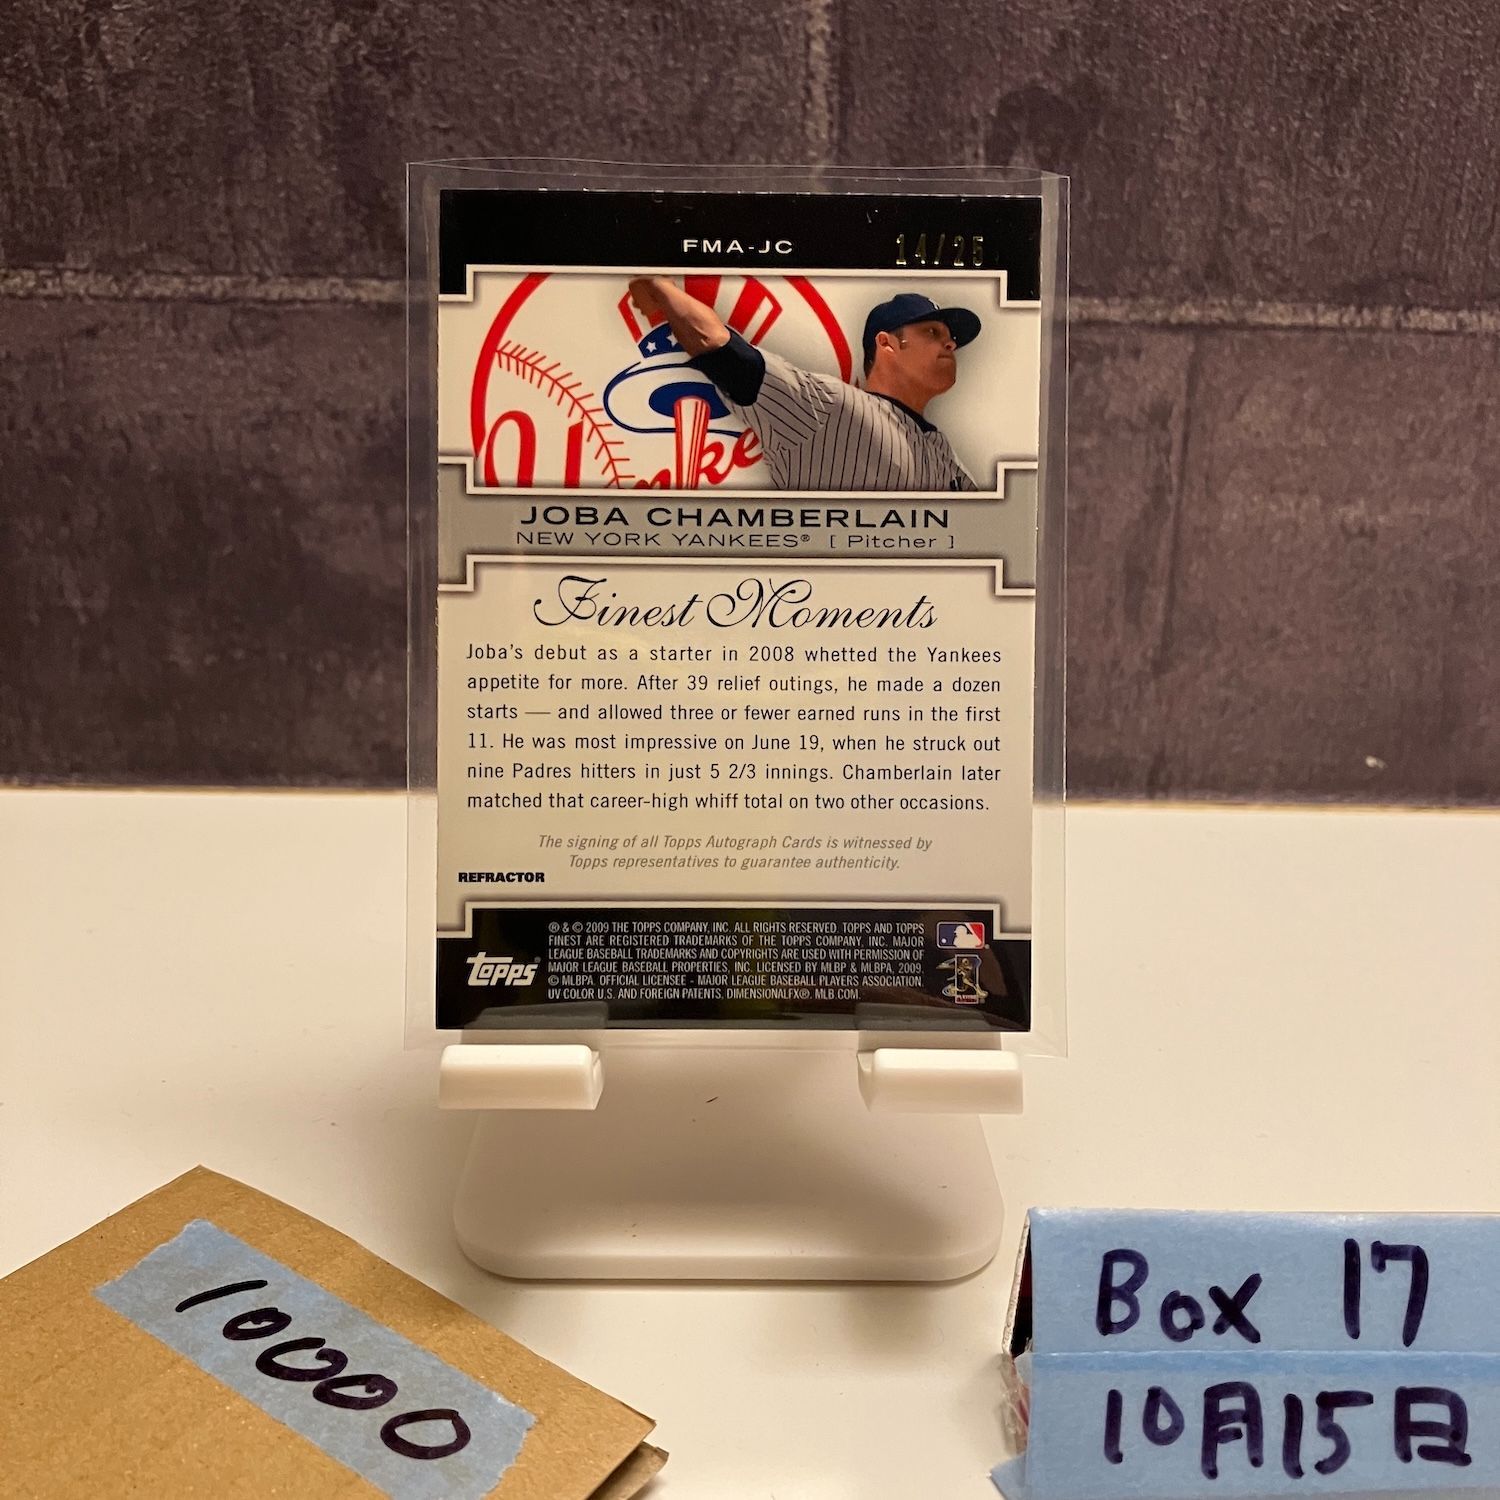 FMA-JC
14/25
Yankees
JOBA CHAMBERLAIN
NEW YORK YANKEES® [ Pitcher ]
Finest Moments
Joba's debut as a starter in 2008 whetted the Yankees
appetite for more. After 39 relief outings, he made a dozen
starts — and allowed three or fewer earned runs in the first
11. He was most impressive on June 19, when he struck out
nine Padres hitters in just 5 2/3 innings. Chamberlain later
matched that career-high whiff total on two other occasions.
The signing of all Topps Autograph Cards is witnessed by
Topps representatives to guarantee authenticity.
REFRACTOR
® & © 2009 THE TOPPS COMPANY, INC. ALL RIGHTS RESERVED. TOPPS AND TOPPS
FINEST ARE REGISTERED TRADEMARKS OF THE TOPPS COMPANY, INC. MAJOR
LEAGUE BASEBALL TRADEMARKS AND COPYRIGHTS ARE USED WITH PERMISSION OF
MAJOR LEAGUE BASEBALL PROPERTIES, INC. LICENSED BY MLBP & MLBPA, 2009.
© MLBPA. OFFICIAL LICENSEE - MAJOR LEAGUE BASEBALL PLAYERS ASSOCIATION.
UV COLOR U.S. AND FOREIGN PATENTS. DIMENSIONALFX®. MLB.COM.
topps®
10000
Box 17
10月15日